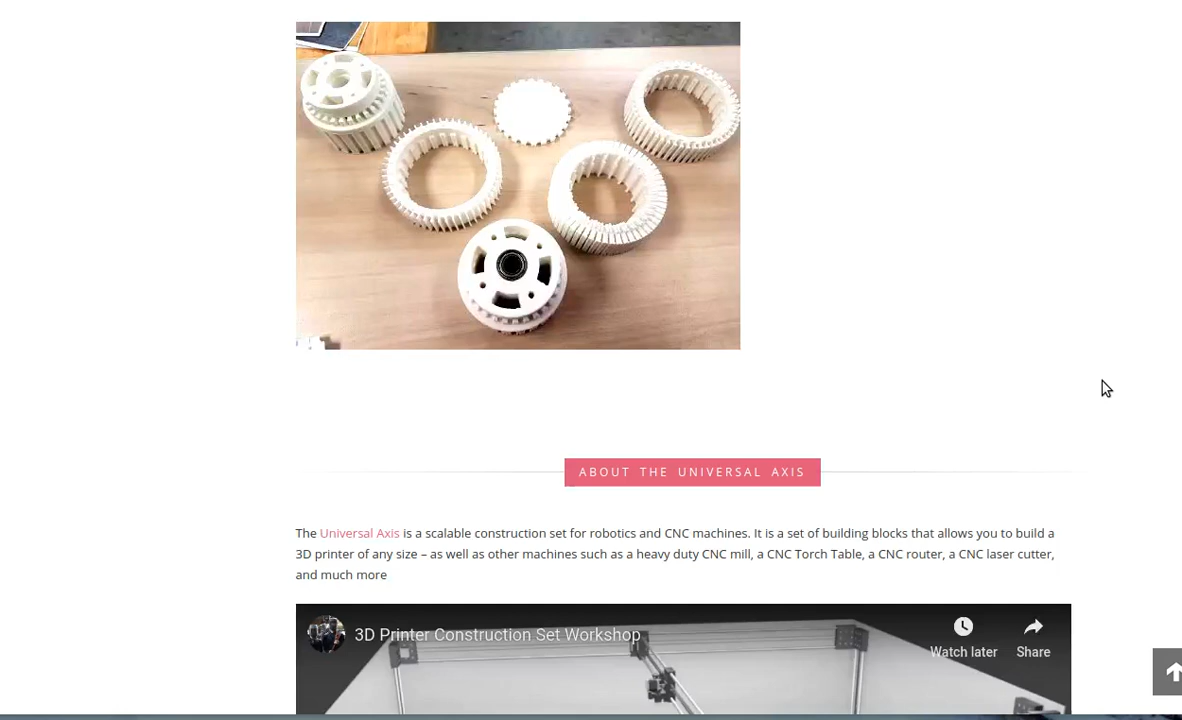 ABOUT THE UNIVERSAL AXIS
The Universal Axis is a scalable construction set for robotics and CNC machines. It is a set of building blocks that allows you to build a
3D printer of any size – as well as other machines such as a heavy duty CNC mill, a CNC Torch Table, a CNC router, a CNC laser cutter,
and much more
3D Printer Construction Set Workshop
Watch later
Share